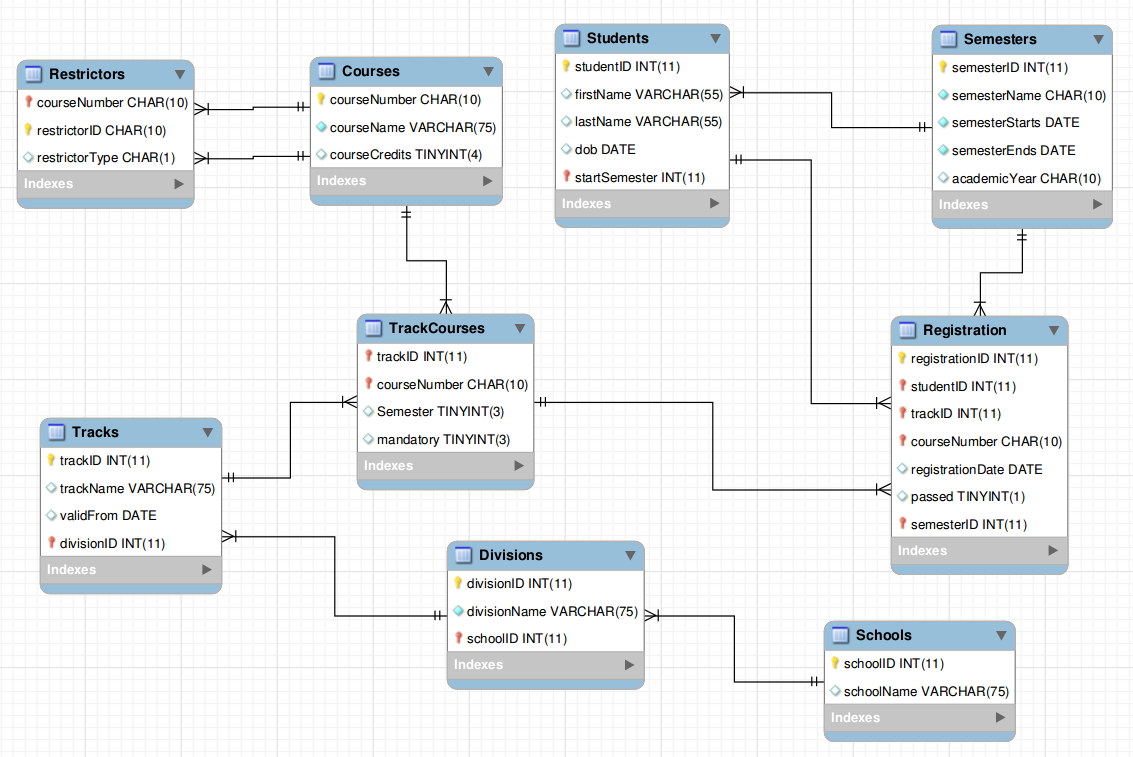 Restrictors
courseNumber CHAR(10)
restrictorID CHAR(10)
restrictorType CHAR(1)
Indexes
Courses
courseNumber CHAR(10)
courseName VARCHAR(75)
courseCredits TINYINT(4)
Indexes
Students
studentID INT(11)
firstName VARCHAR(55)
lastName VARCHAR(55)
dob DATE
startSemester INT(11)
Indexes
Semesters
semesterID INT(11)
semesterName CHAR(10)
semesterStarts DATE
semesterEnds DATE
academicYear CHAR(10)
Indexes
TrackCourses
trackID INT(11)
courseNumber CHAR(10)
Semester TINYINT(3)
mandatory TINYINT(3)
Indexes
Registration
registrationID INT(11)
studentID INT(11)
trackID INT(11)
courseNumber CHAR(10)
registrationDate DATE
passed TINYINT(1)
semesterID INT(11)
Indexes
Tracks
trackID INT(11)
trackName VARCHAR(75)
validFrom DATE
divisionID INT(11)
Indexes
Divisions
divisionID INT(11)
divisionName VARCHAR(75)
schoolID INT(11)
Indexes
Schools
schoolID INT(11)
schoolName VARCHAR(75)
Indexes